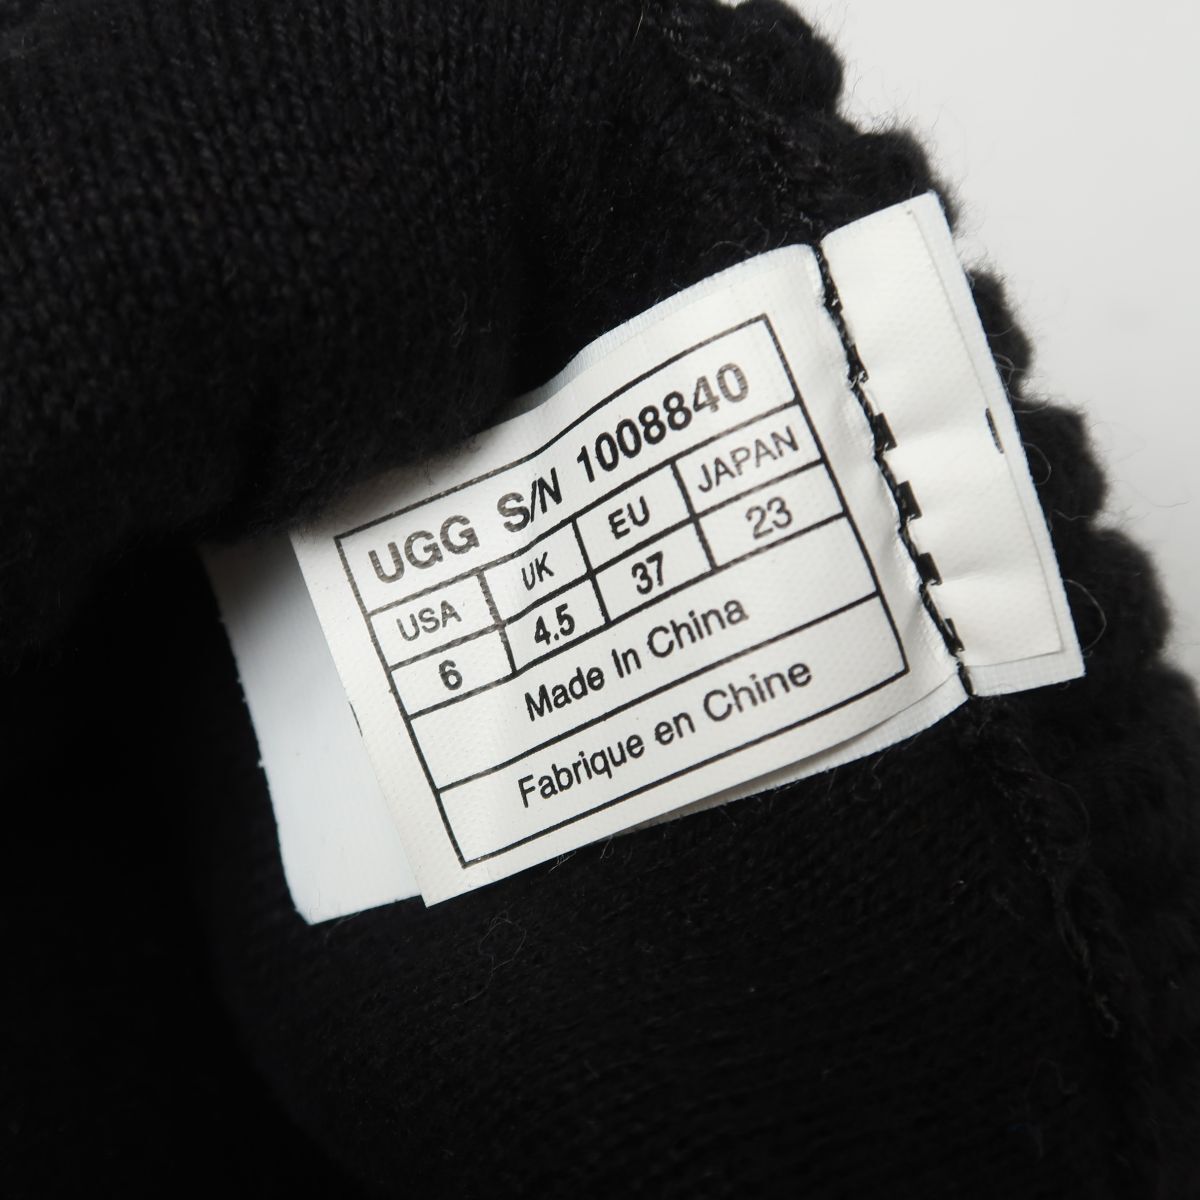 UGG S/N 1008840
USA UK EU JAPAN
6 4.5 37 23
Made In China
Fabrique en Chine